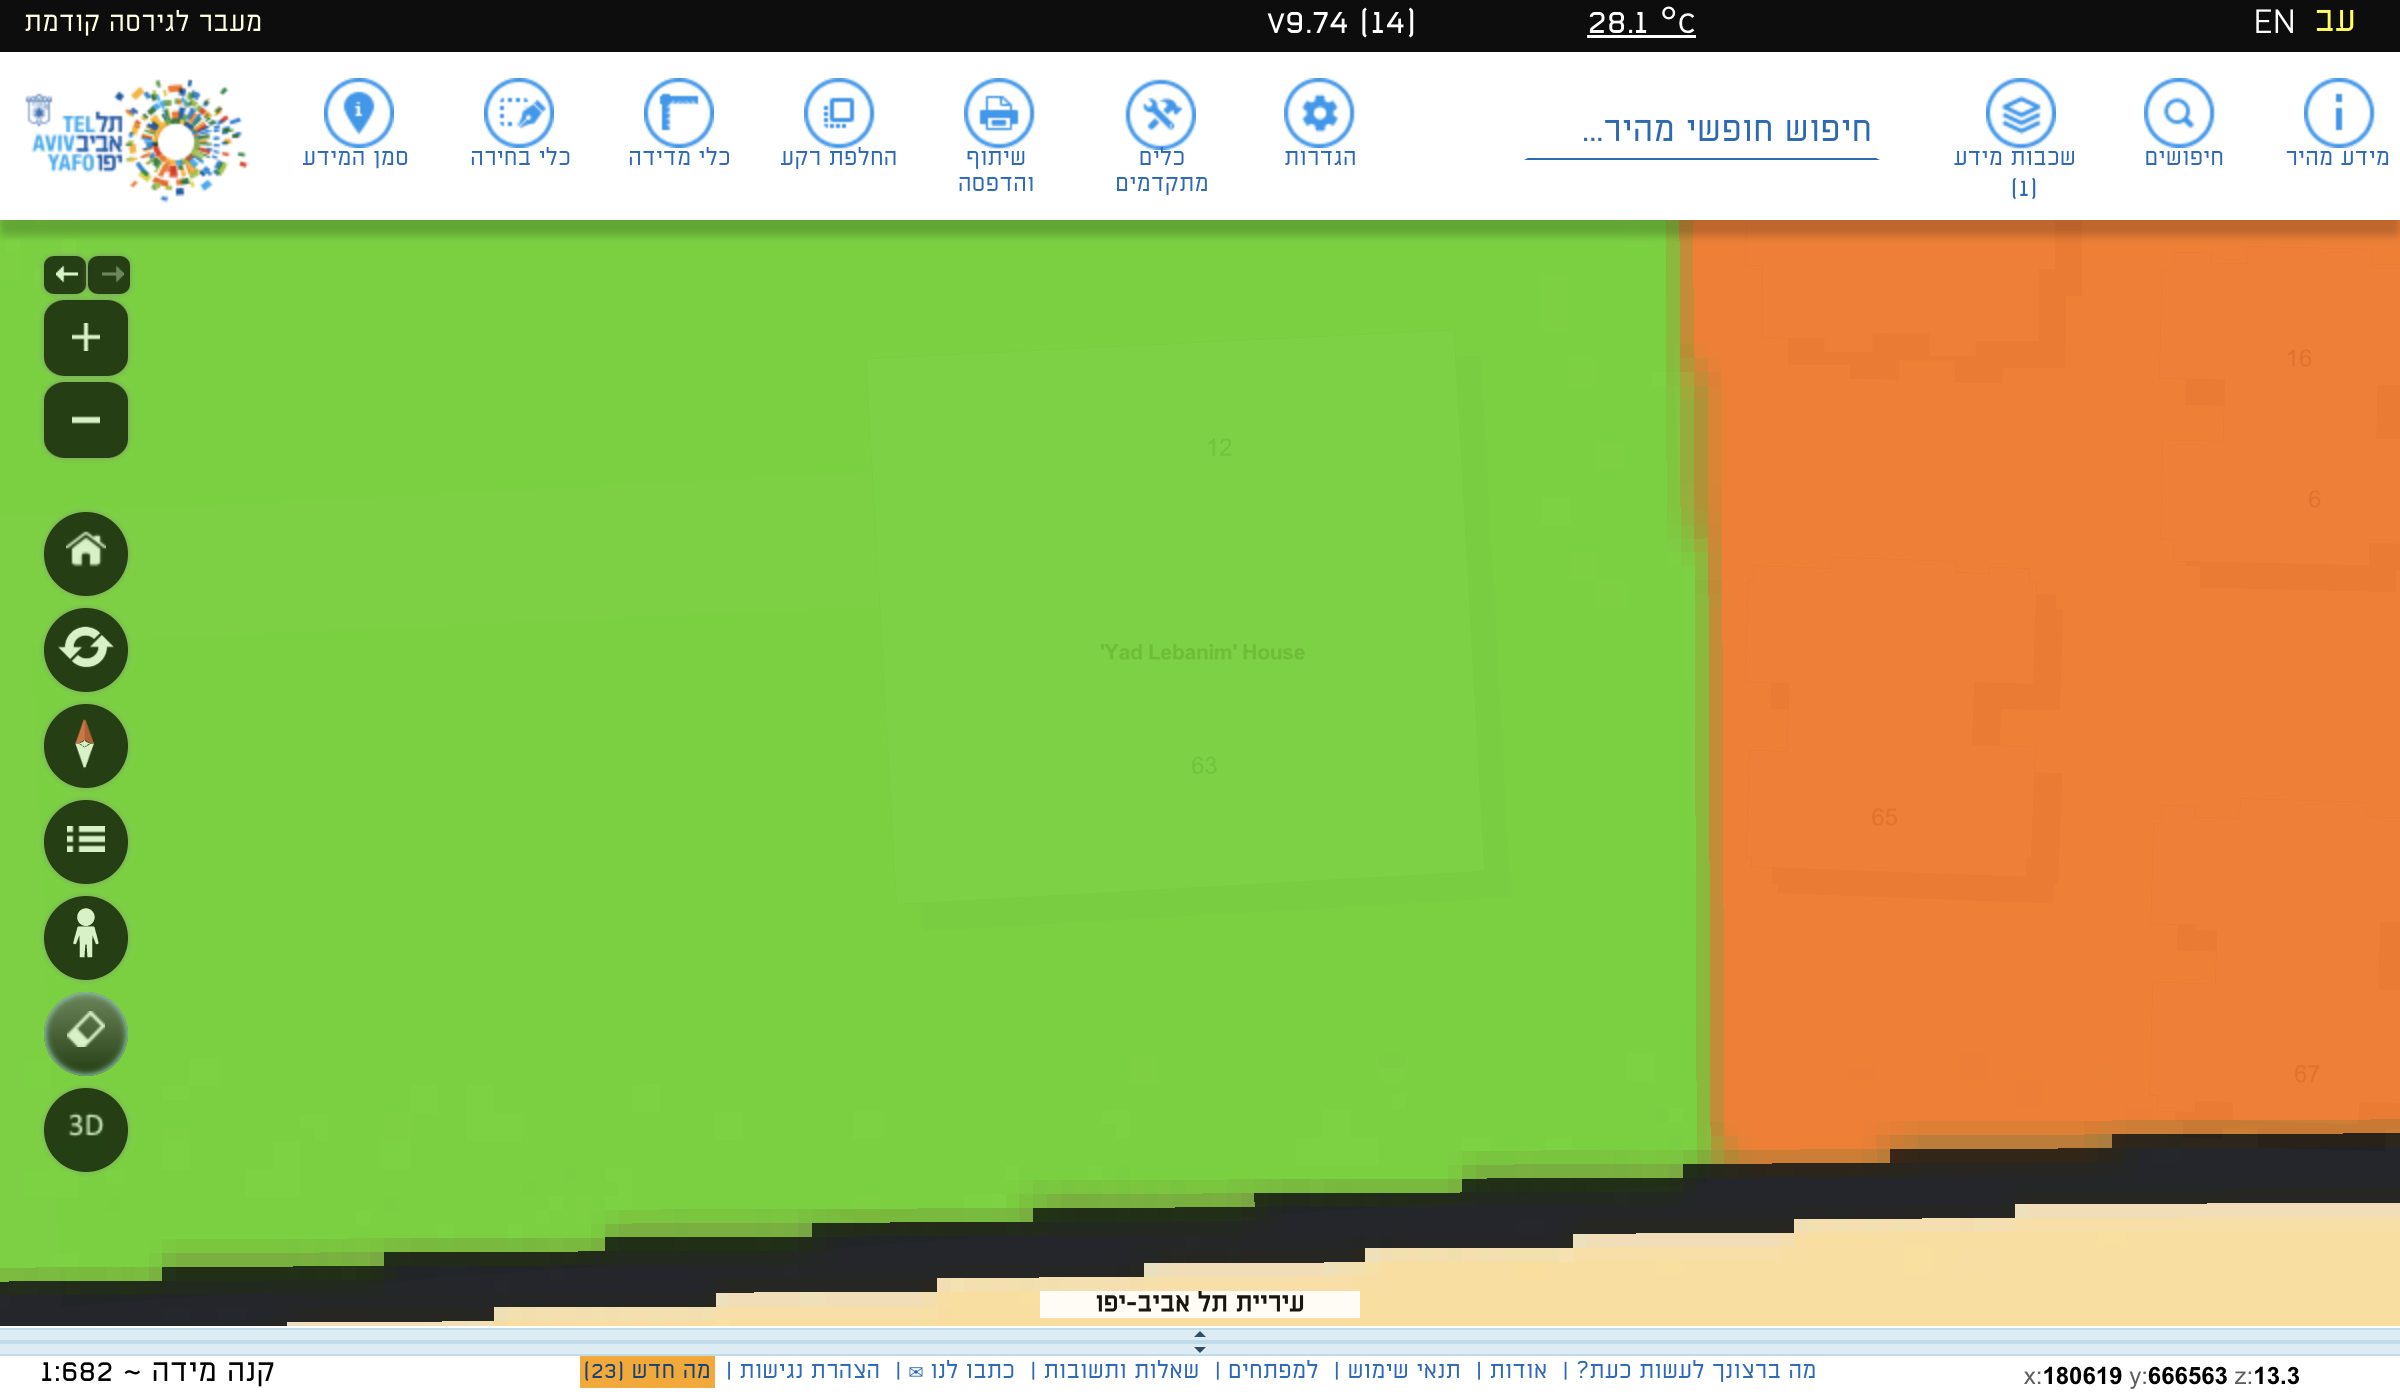 עב EN
28.1 °C
V9.74 (14)
מעבר לגירסה קודמת
מידע מהיר
חיפושים
שכבות מידע
(1)
חיפוש חופשי מהיר...
הגדרות
כלים
מתקדמים
שיתוף
והדפסה
החלפת רקע
כלי מדידה
כלי בחירה
סמן המידע
TEL תל
AVIV אביב
YAFO יפו
12
'Yad Lebanim' House
63
16
6
65
67
3D
עיריית תל אביב-יפו
מה ברצונך לעשות כעת? | אודות | תנאי שימוש | למפתחים | שאלות ותשובות | כתבו לנו ✉ | הצהרת נגישות | מה חדש (23)
קנה מידה ~ 1:682
x:180619 y:666563 z:13.3